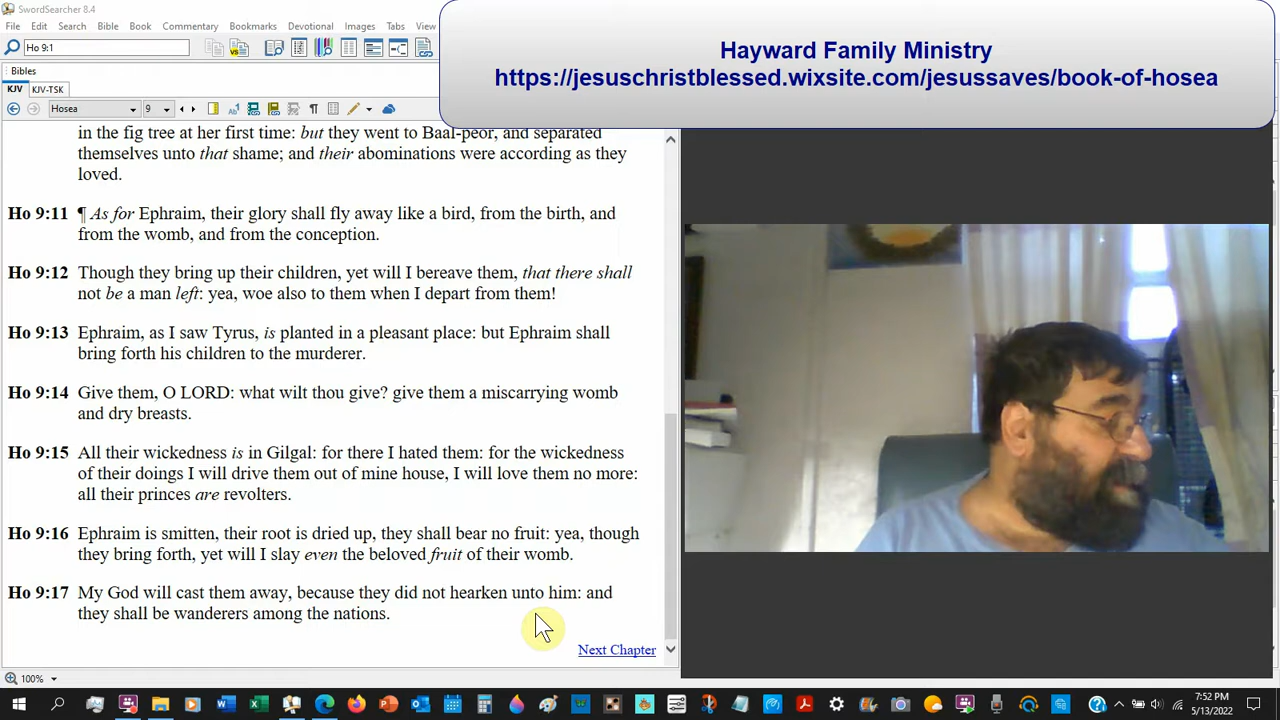 SwordSearcher 8.4
File Edit Search Bible Book Commentary Bookmarks Devotional Images Tabs View
Hayward Family Ministry
https://jesuschristblessed.wixsite.com/jesussaves/book-of-hosea
Ho 9:1
Bibles
KJV KJV-TSK
Hosea 9
in the fig tree at her first time: but they went to Baal-peor, and separated
themselves unto that shame; and their abominations were according as they
loved.
Ho 9:11 ¶ As for Ephraim, their glory shall fly away like a bird, from the birth, and
from the womb, and from the conception.
Ho 9:12 Though they bring up their children, yet will I bereave them, that there shall
not be a man left: yea, woe also to them when I depart from them!
Ho 9:13 Ephraim, as I saw Tyrus, is planted in a pleasant place: but Ephraim shall
bring forth his children to the murderer.
Ho 9:14 Give them, O LORD: what wilt thou give? give them a miscarrying womb
and dry breasts.
Ho 9:15 All their wickedness is in Gilgal: for there I hated them: for the wickedness
of their doings I will drive them out of mine house, I will love them no more:
all their princes are revolters.
Ho 9:16 Ephraim is smitten, their root is dried up, they shall bear no fruit: yea, though
they bring forth, yet will I slay even the beloved fruit of their womb.
Ho 9:17 My God will cast them away, because they did not hearken unto him: and
they shall be wanderers among the nations.
Next Chapter
100%
7:52 PM
5/13/2022